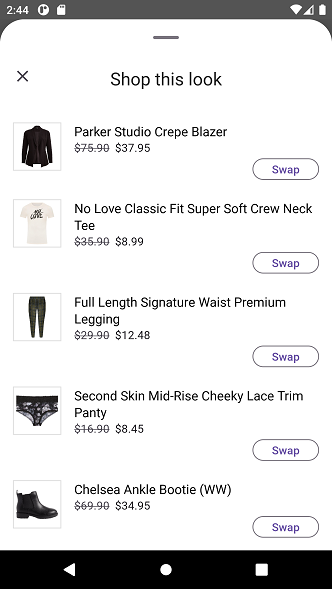 2:44
Shop this look
Parker Studio Crepe Blazer
$75.90 $37.95
Swap
No Love Classic Fit Super Soft Crew Neck
Tee
$35.90 $8.99
Swap
Full Length Signature Waist Premium
Legging
$29.90 $12.48
Swap
Second Skin Mid-Rise Cheeky Lace Trim
Panty
$16.90 $8.45
Swap
Chelsea Ankle Bootie (WW)
$69.90 $34.95
Swap